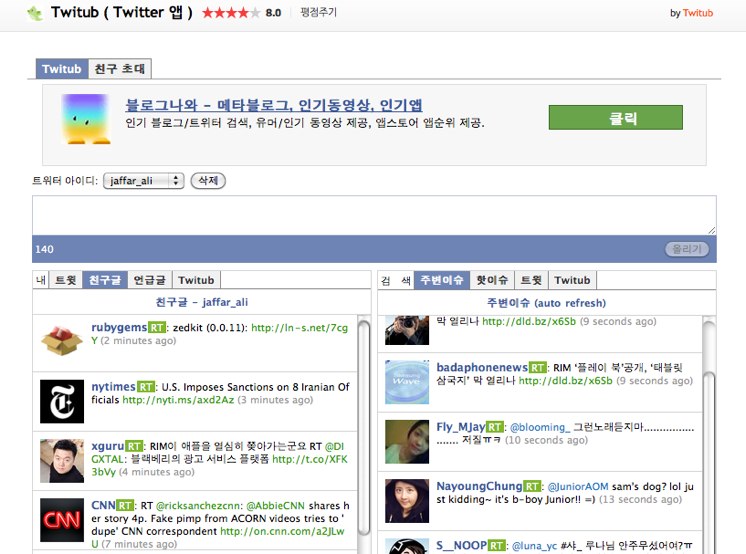 Twitub ( Twitter 앱 ) ★★★★★ 8.0 평점주기 by Twitub
Twitub 친구 초대
블로그나와 - 메타블로그, 인기동영상, 인기앱
인기 블로그/트위터 검색, 유머/인기 동영상 제공, 앱스토어 앱순위 제공.
클릭
트위터 아이디: jaffar_ali 삭제
140 올리기
내 트윗 친구글 언급글 Twitub
친구글 - jaffar_ali
rubygems RT: zedkit (0.0.11): http://ln-s.net/7cg
Y (2 minutes ago)
nytimes RT: U.S. Imposes Sanctions on 8 Iranian Of
ficials http://nyti.ms/axd2Az (3 minutes ago)
xguru RT: RIM이 애플을 열심히 쫓아가는군요 RT @DI
GXTAL: 블랙베리의 광고 서비스 플랫폼 http://t.co/XFK
3bVy (4 minutes ago)
CNN RT: RT @ricksanchezcnn: @AbbieCNN shares h
er story 4p. Fake pimp from ACORN videos tries to '
dupe' CNN correspondent http://on.cnn.com/a2JLw
U (7 minutes ago)
검 색 주변이슈 핫이슈 트윗 Twitub
주변이슈 (auto refresh)
막 열리나 http://dld.bz/x6Sb (9 seconds ago)
badaphonenews RT: RIM '플레이 북'공개, '태블릿
삼국지' 막 열리나 http://dld.bz/x6Sb (9 seconds ago)
Fly_MJay RT: @blooming_ 그런노래듣지마.................
....... 저질ㅠㅋ (10 seconds ago)
NayoungChung RT: @JuniorAOM sam's dog? lol ju
st kidding~ it's b-boy Junior!! =) (13 seconds ago)
S__NOOP RT: @luna_yc #샤_ 루나님 안주무셨어여?